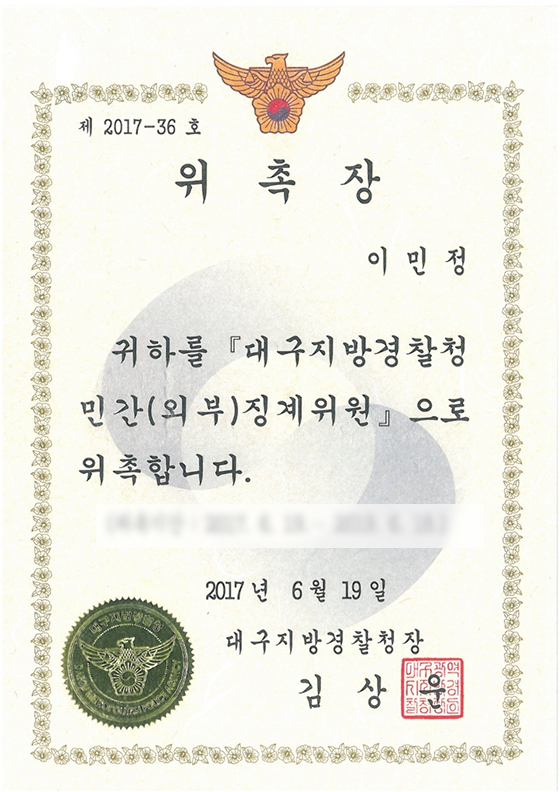 제 2017-36 호
위 촉 장
이 민 정
귀하를 『대구지방경찰청
민간(외부)징계위원』으로
위촉합니다.
2017 년 6 월 19 일
대구지방경찰청장
김 상 운